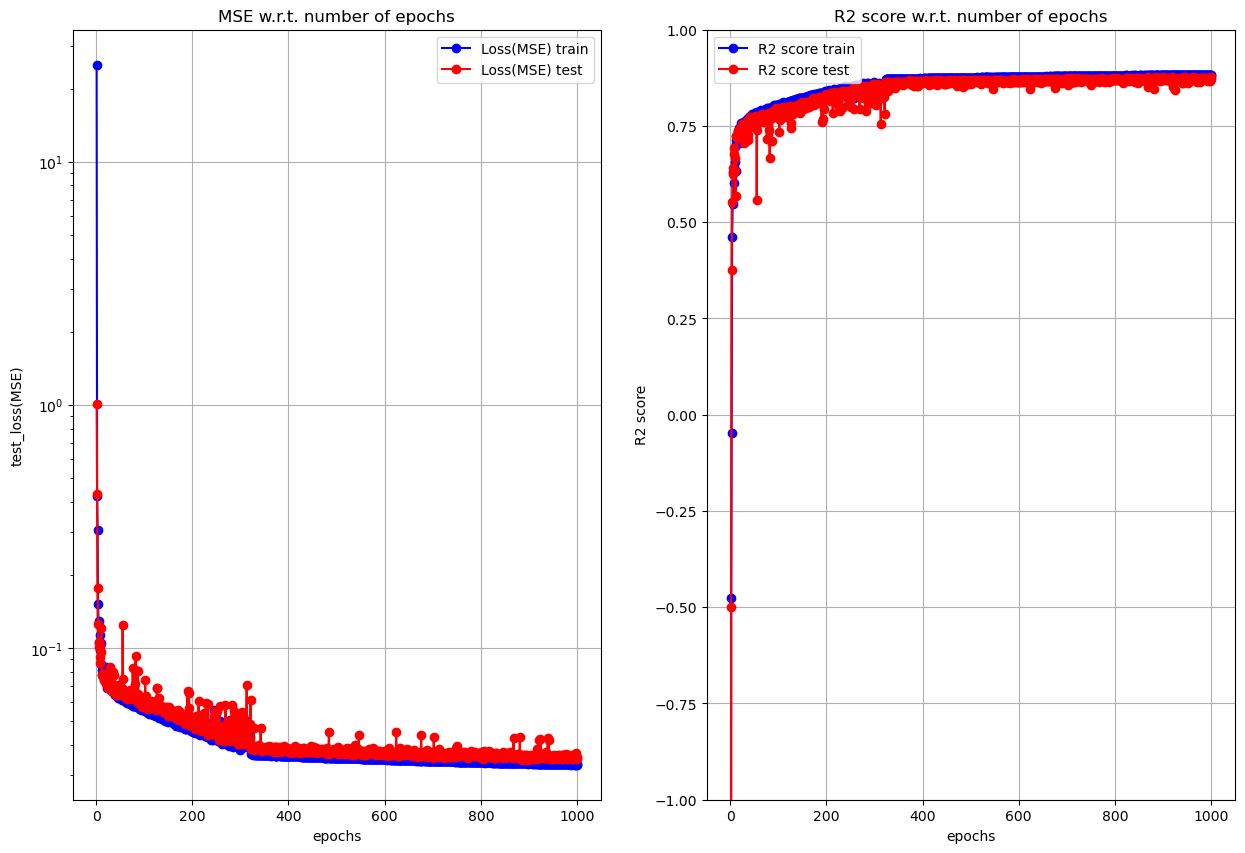 MSE w.r.t. number of epochs
Loss(MSE) train
Loss(MSE) test
10¹
10⁰
10⁻¹
test_loss(MSE)
0 200 400 600 800 1000
epochs
R2 score w.r.t. number of epochs
R2 score train
R2 score test
1.00
0.75
0.50
0.25
0.00
−0.25
−0.50
−0.75
−1.00
R2 score
0 200 400 600 800 1000
epochs